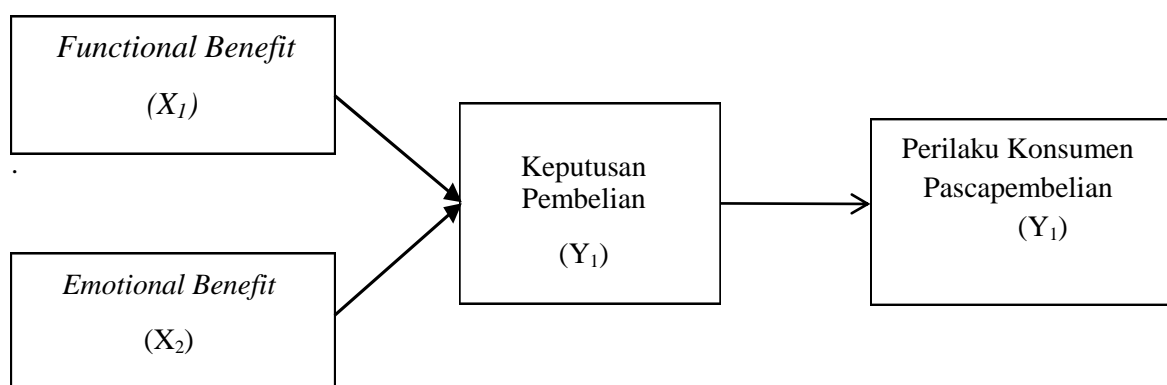 Functional Benefit
(X₁)
.
Emotional Benefit
(X₂)
Keputusan
Pembelian
(Y₁)
Perilaku Konsumen
Pascapembelian
(Y₁)